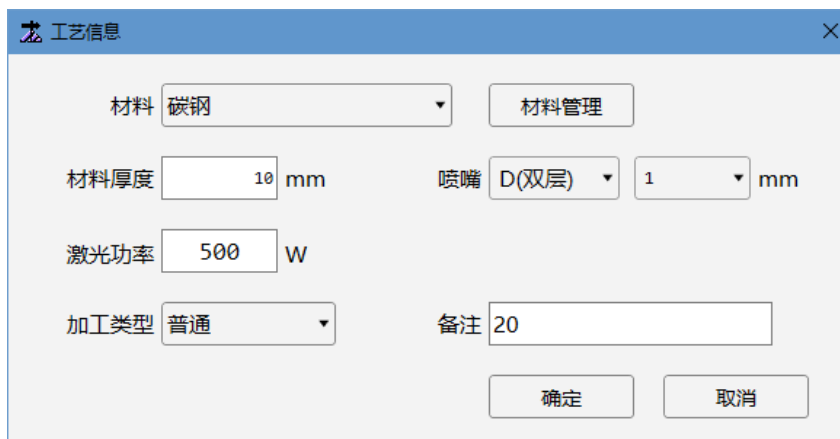 工艺信息
材料 碳钢 材料管理
材料厚度 10 mm 喷嘴 D(双层) 1 mm
激光功率 500 W
加工类型 普通 备注 20
确定 取消